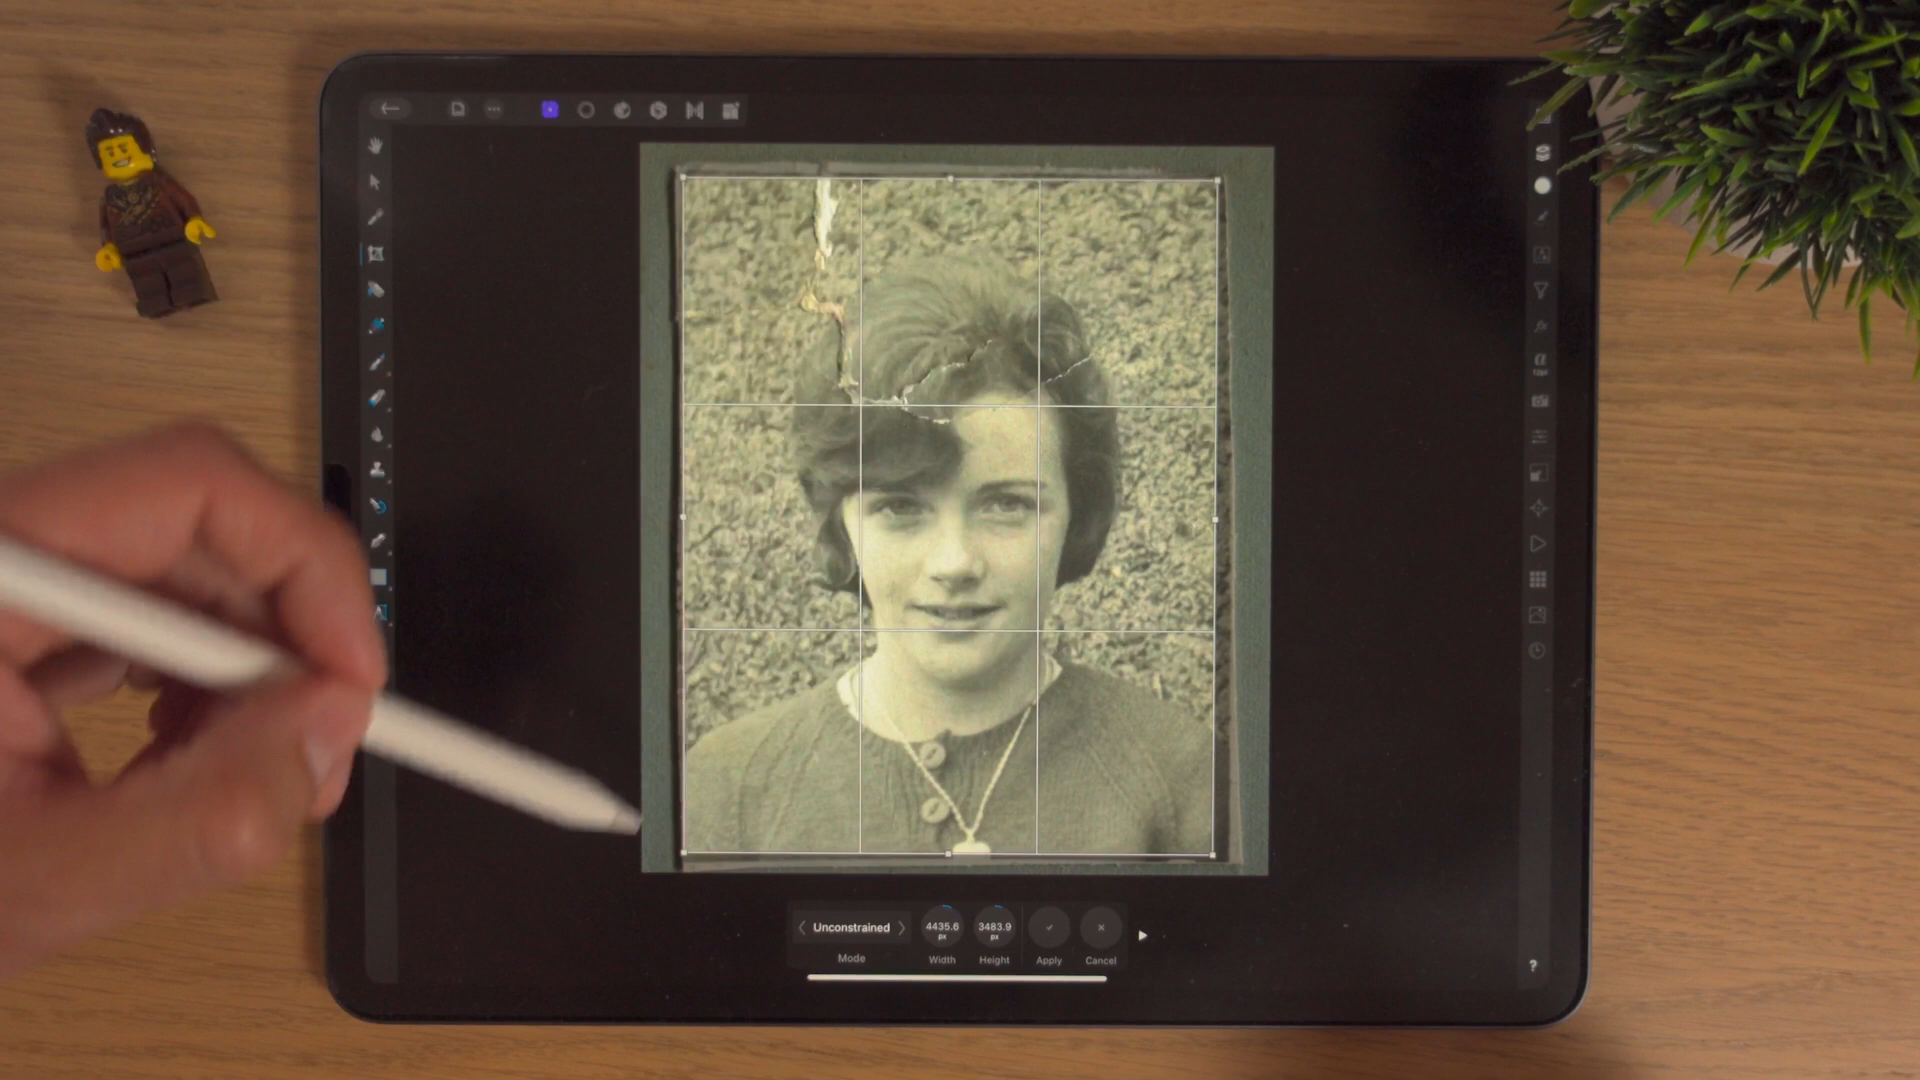 Unconstrained
4435.6 px
3483.9 px
Mode
Width
Height
Apply
Cancel
?